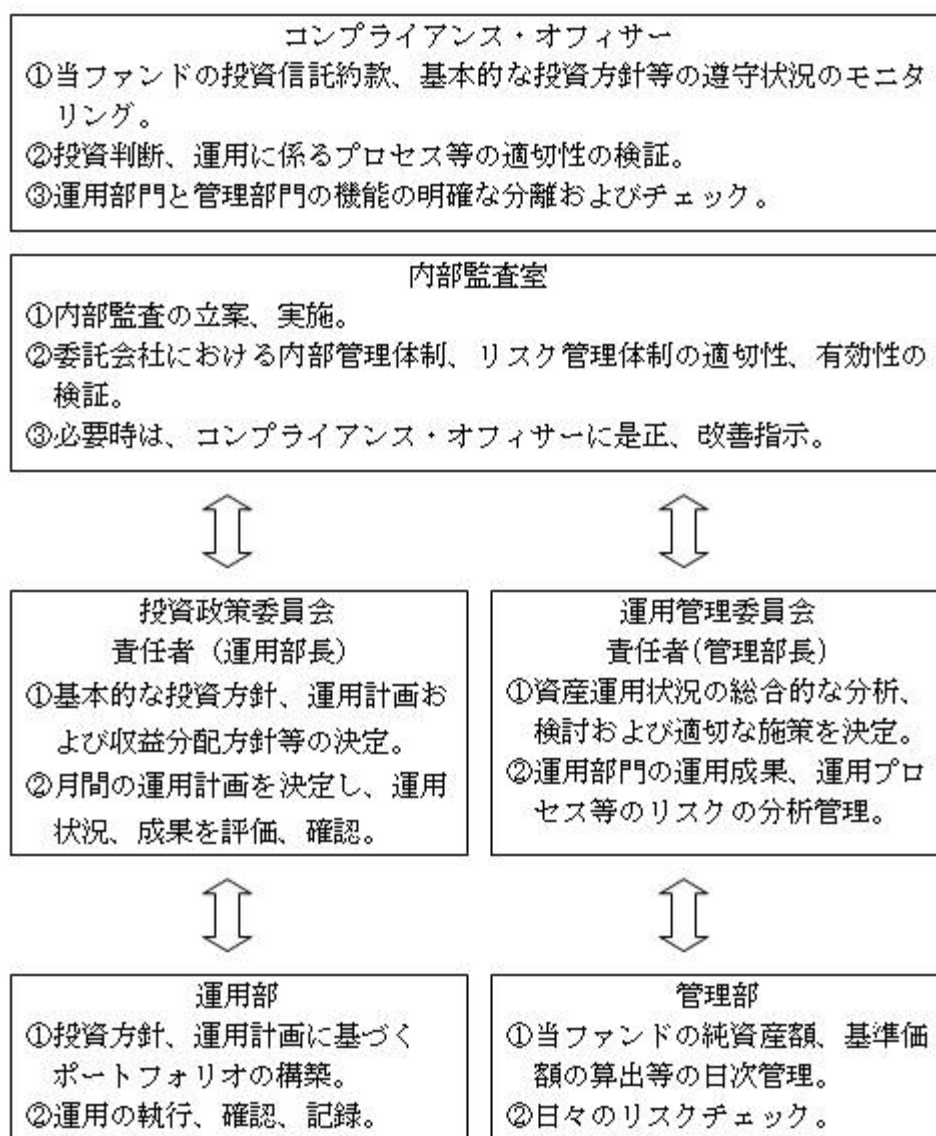 コンプライアンス・オフィサー
①当ファンドの投資信託約款、基本的な投資方針等の遵守状況のモニタ
リング。
②投資判断、運用に係るプロセス等の適切性の検証。
③運用部門と管理部門の機能の明確な分離およびチェック。
内部監査室
①内部監査の立案、実施。
②委託会社における内部管理体制、リスク管理体制の適切性、有効性の
検証。
③必要時は、コンプライアンス・オフィサーに是正、改善指示。
投資政策委員会
責任者（運用部長）
①基本的な投資方針、運用計画お
よび収益分配方針等の決定。
②月間の運用計画を決定し、運用
状況、成果を評価、確認。
運用管理委員会
責任者(管理部長)
①資産運用状況の総合的な分析、
検討および適切な施策を決定。
②運用部門の運用成果、運用プロ
セス等のリスクの分析管理。
運用部
①投資方針、運用計画に基づく
ポートフォリオの構築。
②運用の執行、確認、記録。
管理部
①当ファンドの純資産額、基準価
額の算出等の日次管理。
②日々のリスクチェック。